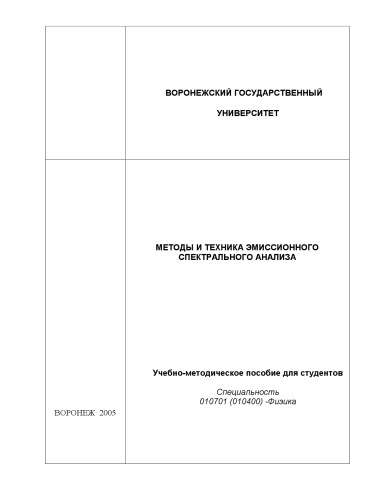 ВОРОНЕЖСКИЙ ГОСУДАРСТВЕННЫЙ
УНИВЕРСИТЕТ
МЕТОДЫ И ТЕХНИКА ЭМИССИОННОГО
СПЕКТРАЛЬНОГО АНАЛИЗА
Учебно-методическое пособие для студентов
Специальность
010701 (010400) -Физика
ВОРОНЕЖ 2005